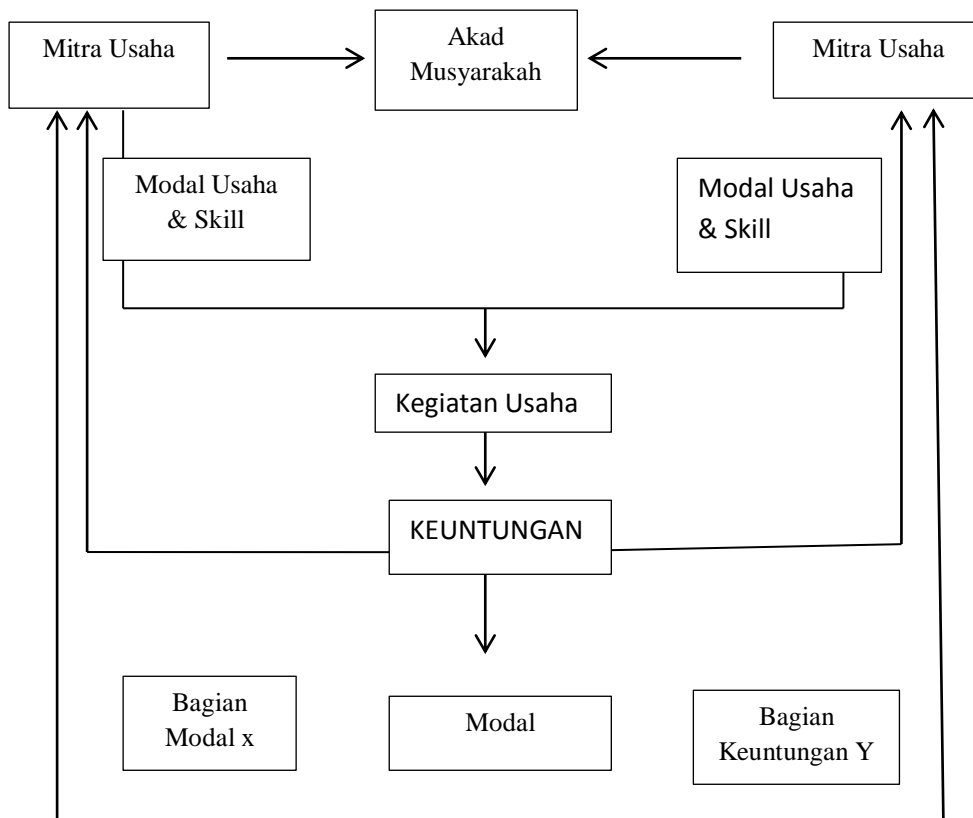 Mitra Usaha
Akad
Musyarakah
Mitra Usaha
Modal Usaha
& Skill
Modal Usaha
& Skill
Kegiatan Usaha
KEUNTUNGAN
Bagian
Modal x
Modal
Bagian
Keuntungan Y